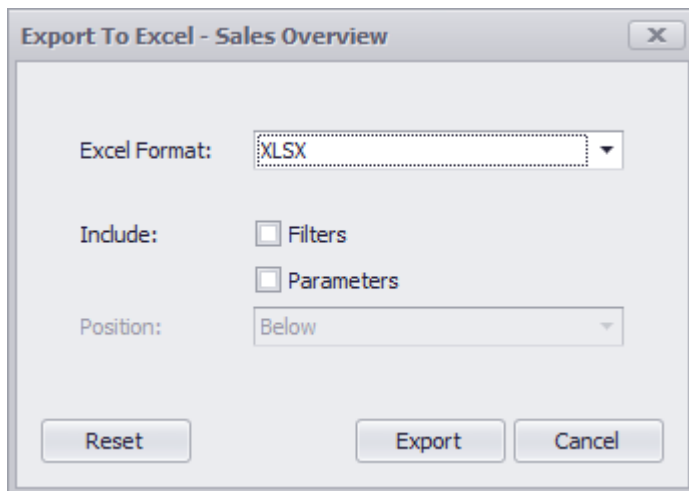 Export To Excel - Sales Overview
Excel Format: XLSX
Include: Filters
Parameters
Position: Below
Reset Export Cancel